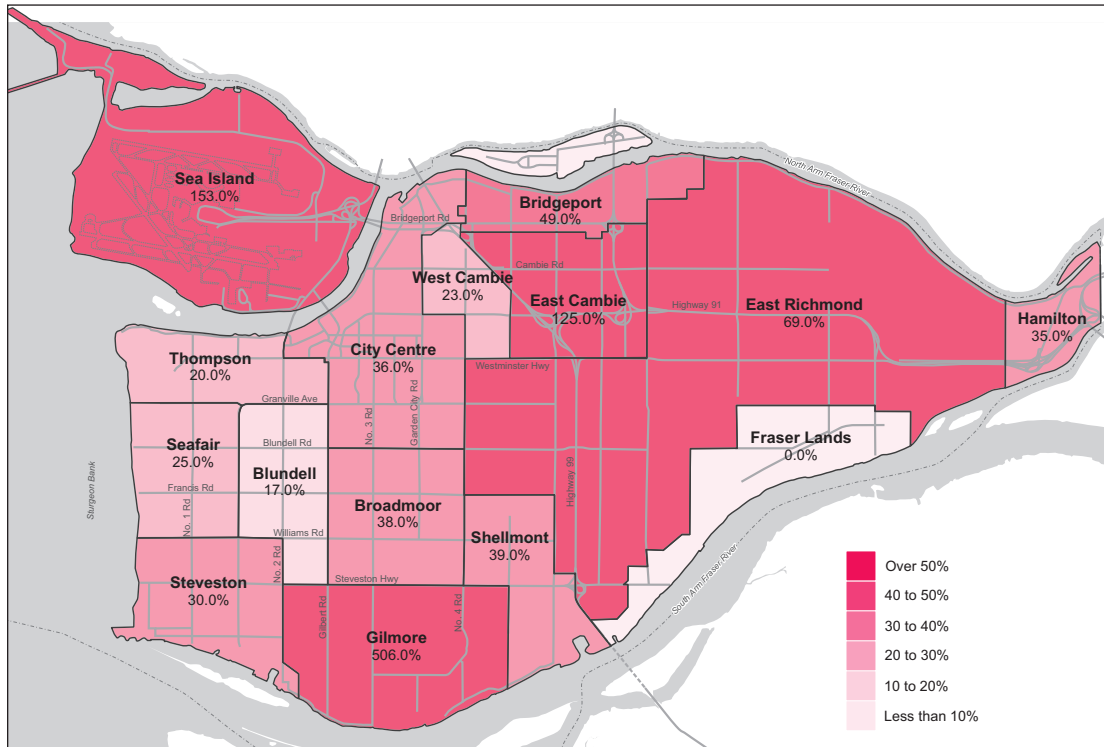 North Arm Fraser River
Sea Island
153.0%
Bridgeport
49.0%
Bridgeport Rd
West Cambie
23.0%
Cambie Rd
East Cambie
125.0%
Highway 91
East Richmond
69.0%
Hamilton
35.0%
Thompson
20.0%
City Centre
36.0%
Westminster Hwy
Granville Ave
No. 3 Rd
Garden City Rd
Seafair
25.0%
Blundell Rd
Blundell
17.0%
Fraser Lands
0.0%
Sturgeon Bank
Francis Rd
No. 1 Rd
Broadmoor
38.0%
Highway 99
Williams Rd
Shellmont
39.0%
No. 2 Rd
Steveston Hwy
Steveston
30.0%
Gilbert Rd
No. 4 Rd
Gilmore
506.0%
South Arm Fraser River
Over 50%
40 to 50%
30 to 40%
20 to 30%
10 to 20%
Less than 10%